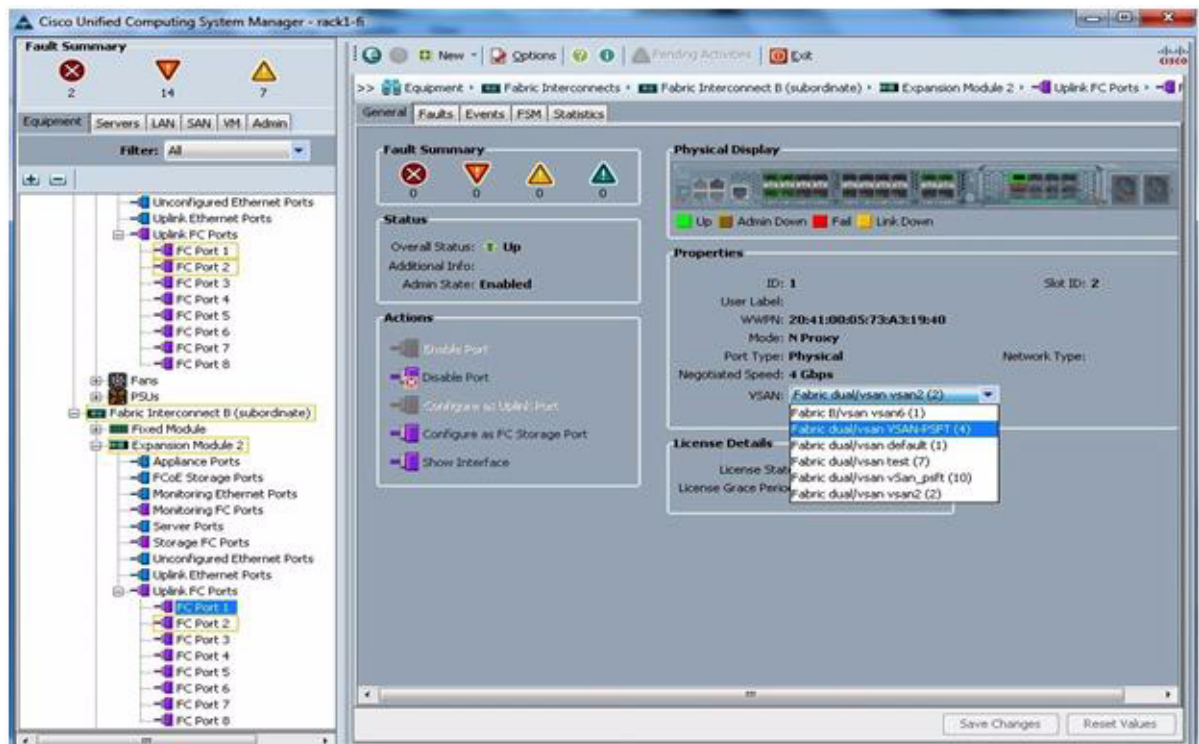 Cisco Unified Computing System Manager - rack1-fi
Fault Summary
2 14 7
Equipment Servers LAN SAN VM Admin
Filter: All
Unconfigured Ethernet Ports
Uplink Ethernet Ports
Uplink FC Ports
FC Port 1
FC Port 2
FC Port 3
FC Port 4
FC Port 5
FC Port 6
FC Port 7
FC Port 8
Fans
PSUs
Fabric Interconnect B (subordinate)
Fixed Module
Expansion Module 2
Appliance Ports
FCoE Storage Ports
Monitoring Ethernet Ports
Monitoring FC Ports
Server Ports
Storage FC Ports
Unconfigured Ethernet Ports
Uplink Ethernet Ports
Uplink FC Ports
FC Port 1
FC Port 2
FC Port 3
FC Port 4
FC Port 5
FC Port 6
FC Port 7
FC Port 8
New Options Pending Activities Exit
CISCO
>> Equipment Fabric Interconnects Fabric Interconnect B (subordinate) Expansion Module 2 Uplink FC Ports
General Faults Events FSM Statistics
Fault Summary
0 0 0 0
Status
Overall Status: Up
Additional Info:
Admin State: Enabled
Actions
Enable Port
Disable Port
Configure as Uplink Port
Configure as FC Storage Port
Show Interface
Physical Display
Up Admin Down Fail Link Down
Properties
ID: 1 Slot ID: 2
User Label:
WWPN: 20:41:00:05:73:A3:19:40
Mode: N Proxy
Port Type: Physical Network Type:
Negotiated Speed: 4 Gbps
VSAN: Fabric dual/vsan vsan2 (2)
Fabric B/vsan vsan6 (1)
Fabric dual/vsan VSAN-PSFT (4)
Fabric dual/vsan default (1)
Fabric dual/vsan test (7)
Fabric dual/vsan vSan_psft (10)
Fabric dual/vsan vsan2 (2)
License Details
License Stat
License Grace Perio
Save Changes Reset Values